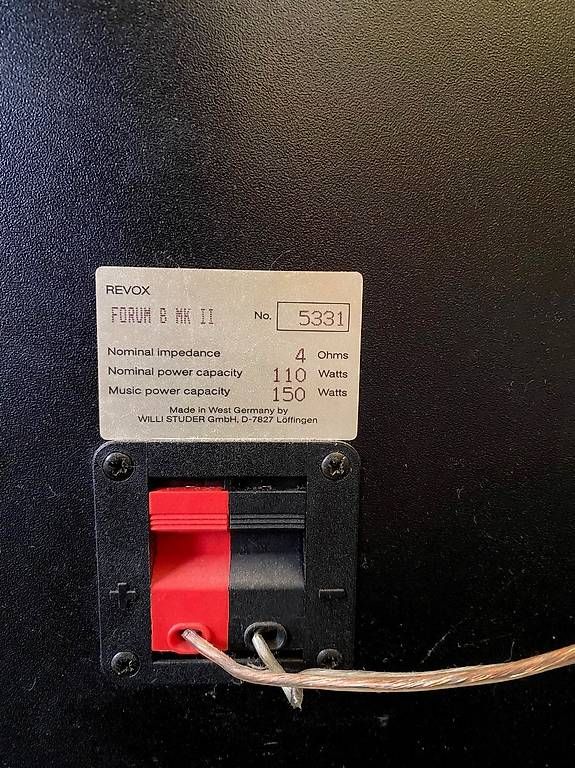 REVOX
FORUM B MK II No. 5331
Nominal impedance 4 Ohms
Nominal power capacity 110 Watts
Music power capacity 150 Watts
Made in West Germany by
WILLI STUDER GmbH, D-7827 Löffingen
+ −